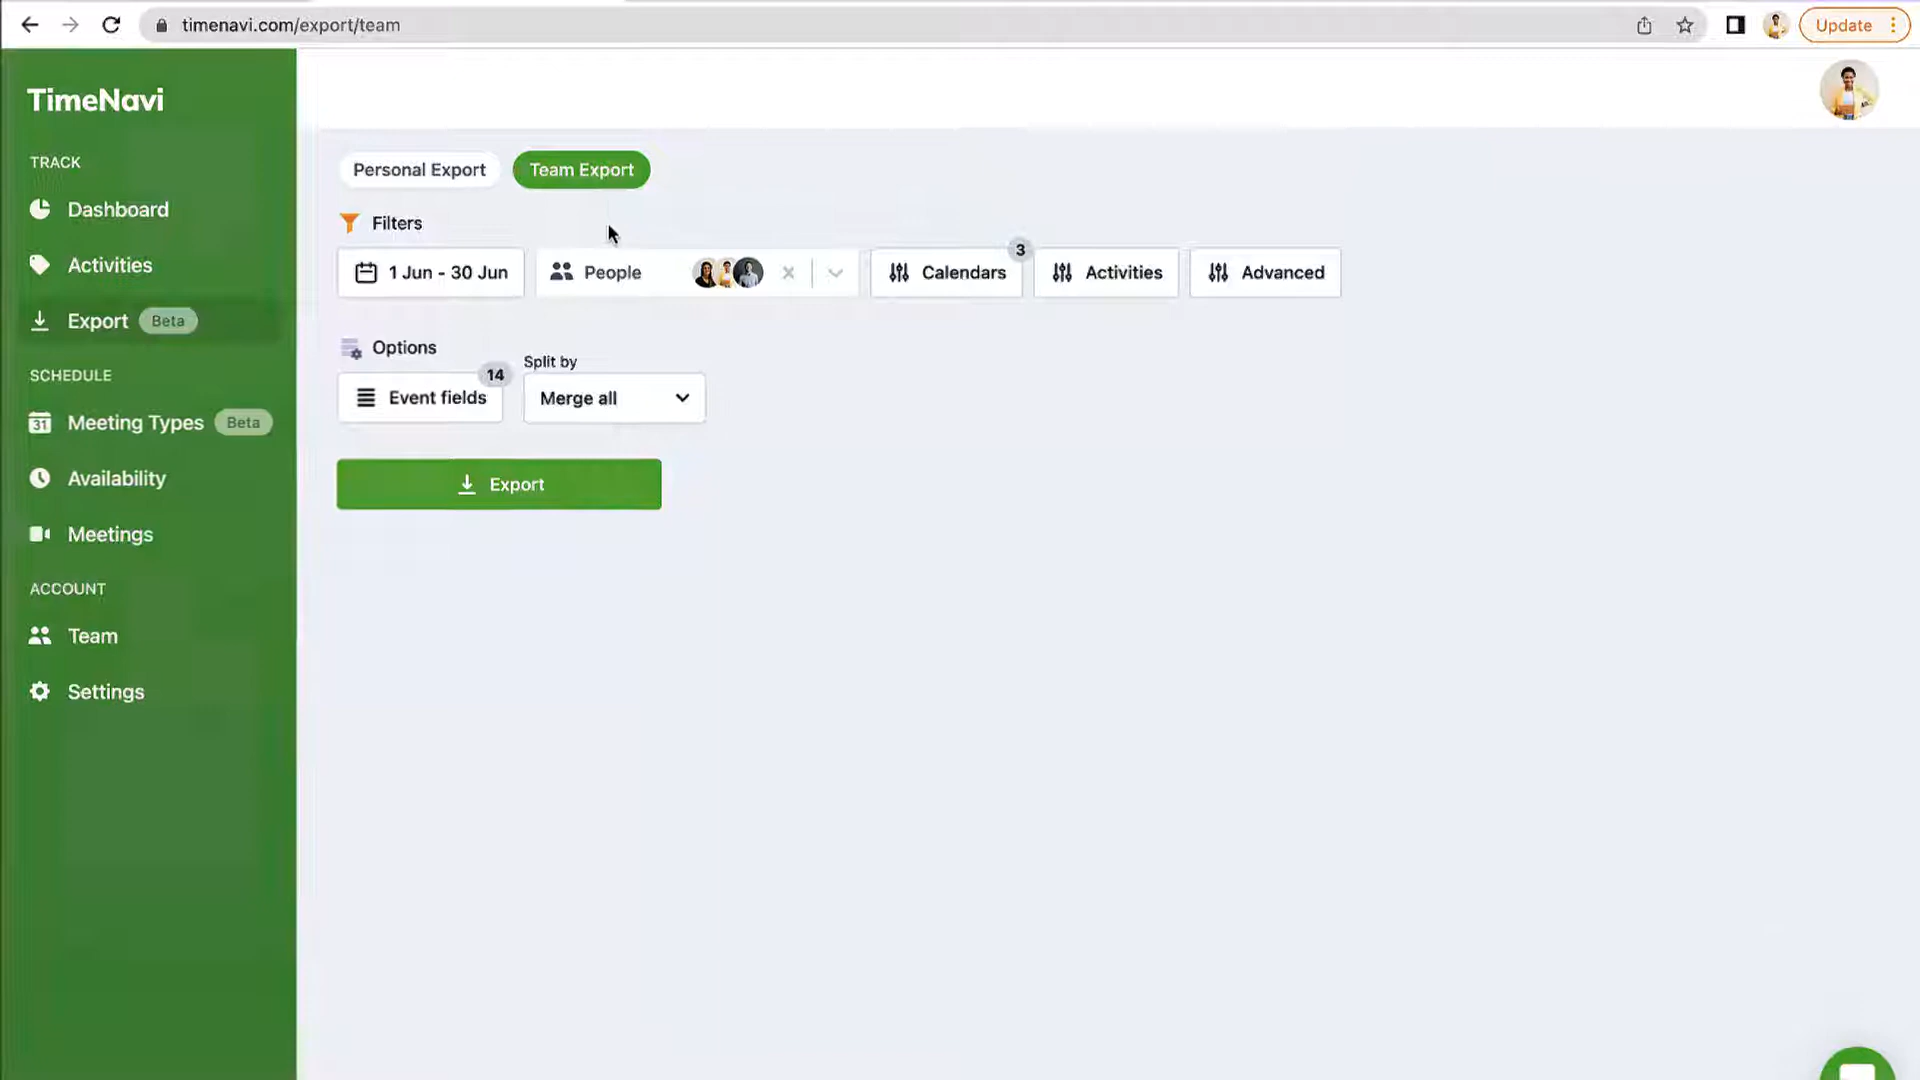 timenavi.com/export/team
Update
TimeNavi
TRACK
Dashboard
Activities
Export Beta
SCHEDULE
31 Meeting Types Beta
Availability
Meetings
ACCOUNT
Team
Settings
Personal Export Team Export
Filters
1 Jun - 30 Jun People Calendars 3 Activities Advanced
Options
Split by
Event fields 14 Merge all
Export